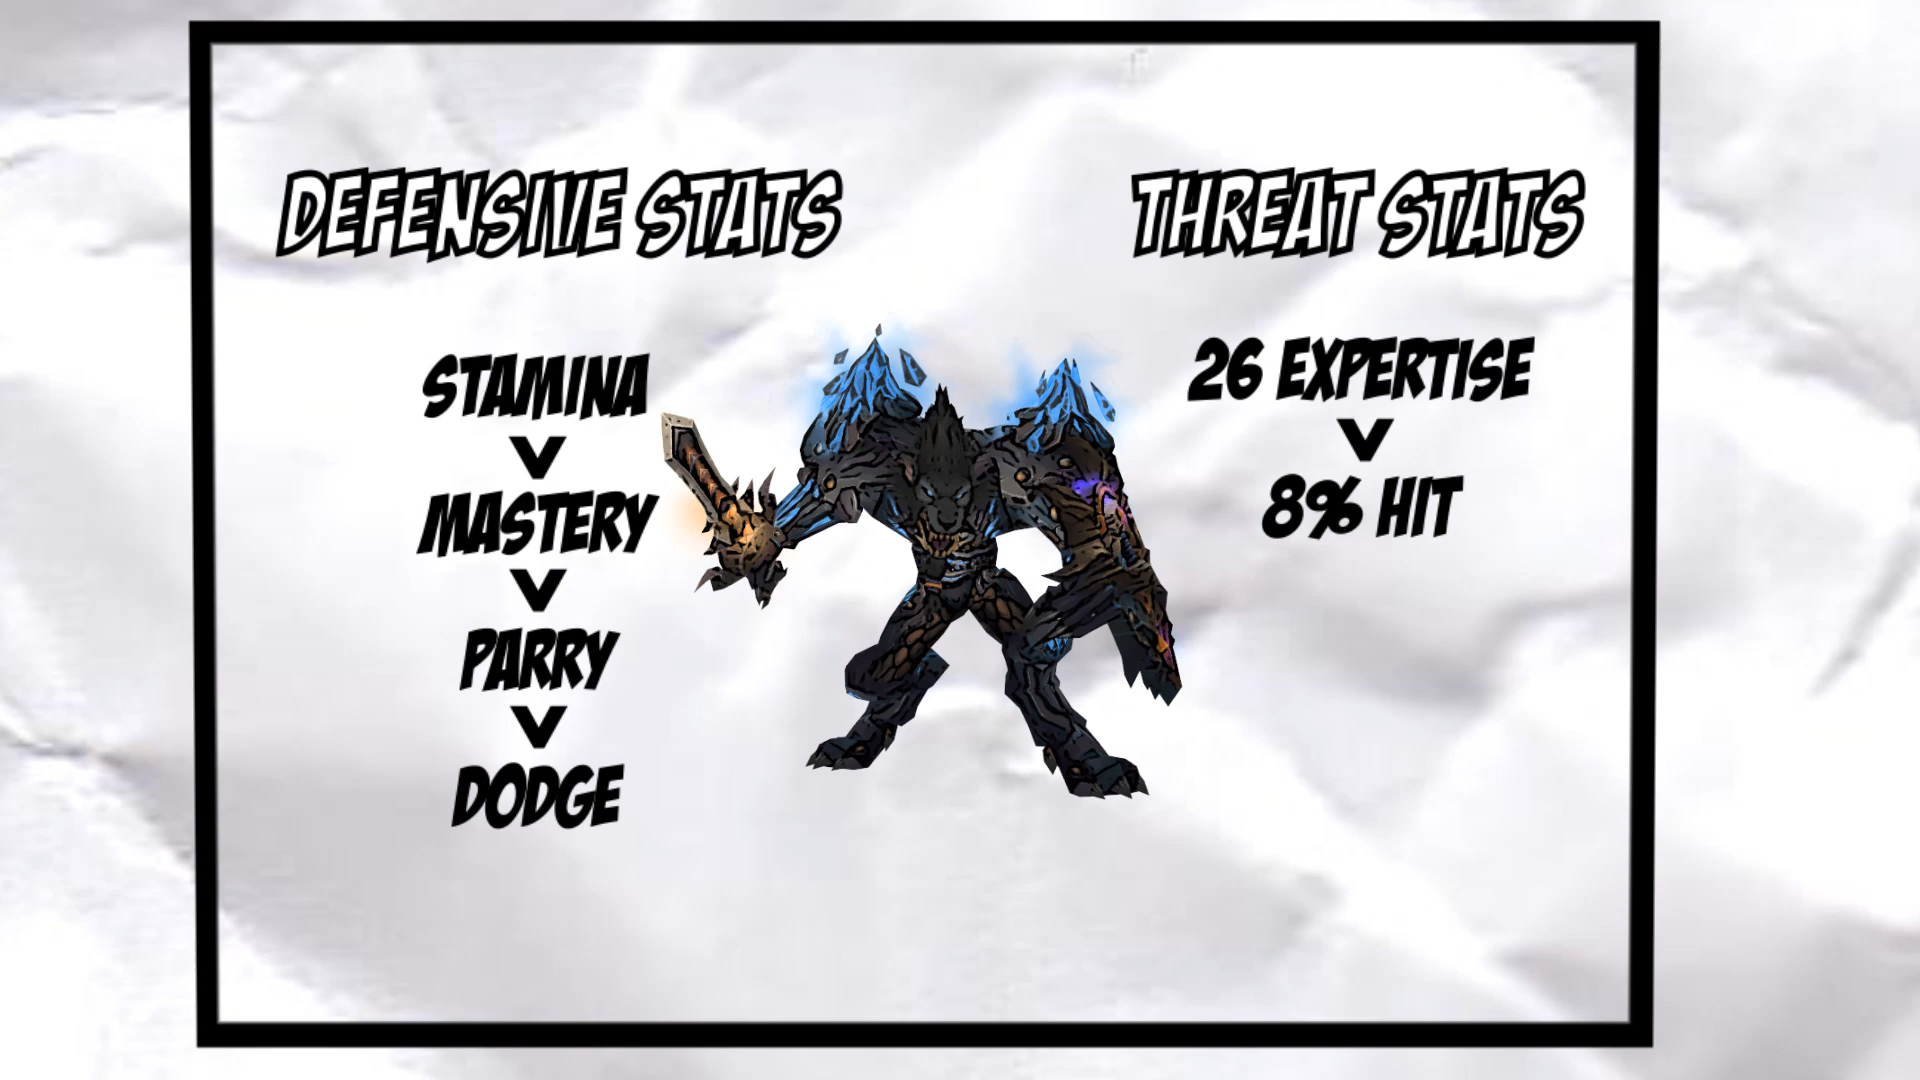 DEFENSIVE STATS
STAMINA
V
MASTERY
V
PARRY
V
DODGE
THREAT STATS
26 EXPERTISE
V
8% HIT